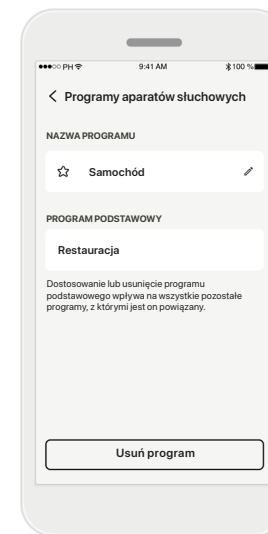 PH 9:41 AM 100 %
Programy aparatów słuchowych
NAZWA PROGRAMU
Samochód
PROGRAM PODSTAWOWY
Restauracja
Dostosowanie lub usunięcie programu
podstawowego wpływa na wszystkie pozostałe
programy, z którymi jest on powiązany.
Usuń program